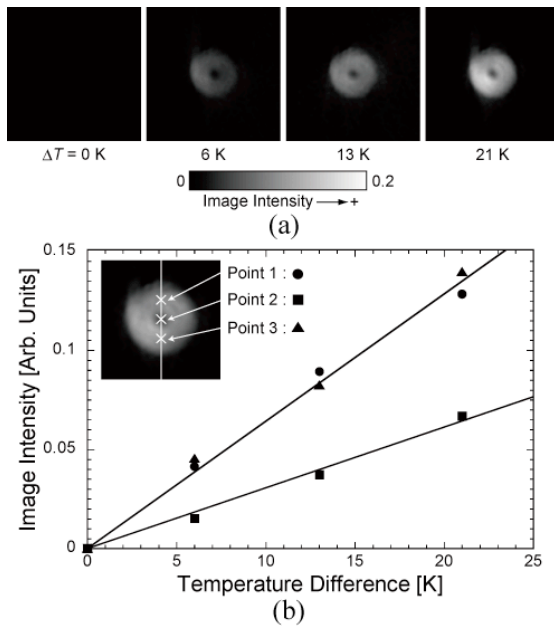 ΔT = 0 K
6 K
13 K
21 K
0
0.2
Image Intensity → +
(a)
0.15
0.1
0.05
0
Image Intensity [Arb. Units]
Point 1 : ●
Point 2 : ■
Point 3 : ▲
0
5
10
15
20
25
Temperature Difference [K]
(b)